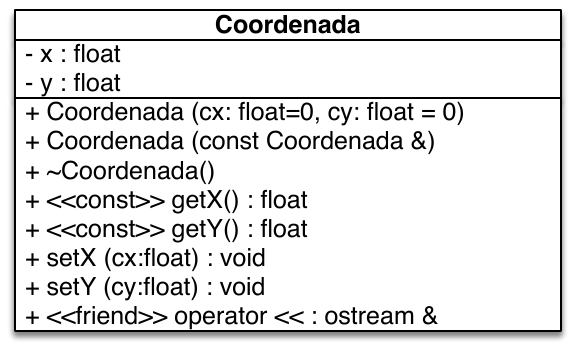 Coordenada
- x : float
- y : float
+ Coordenada (cx: float=0, cy: float = 0)
+ Coordenada (const Coordenada &)
+ ~Coordenada()
+ <<const>> getX() : float
+ <<const>> getY() : float
+ setX (cx:float) : void
+ setY (cy:float) : void
+ <<friend>> operator << : ostream &